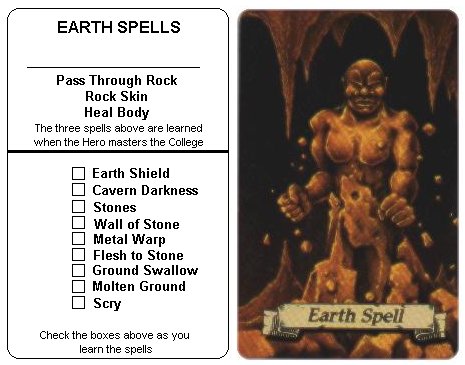 EARTH SPELLS
Pass Through Rock
Rock Skin
Heal Body
The three spells above are learned
when the Hero masters the College
Earth Shield
Cavern Darkness
Stones
Wall of Stone
Metal Warp
Flesh to Stone
Ground Swallow
Molten Ground
Scry
Check the boxes above as you
learn the spells
Earth Spell